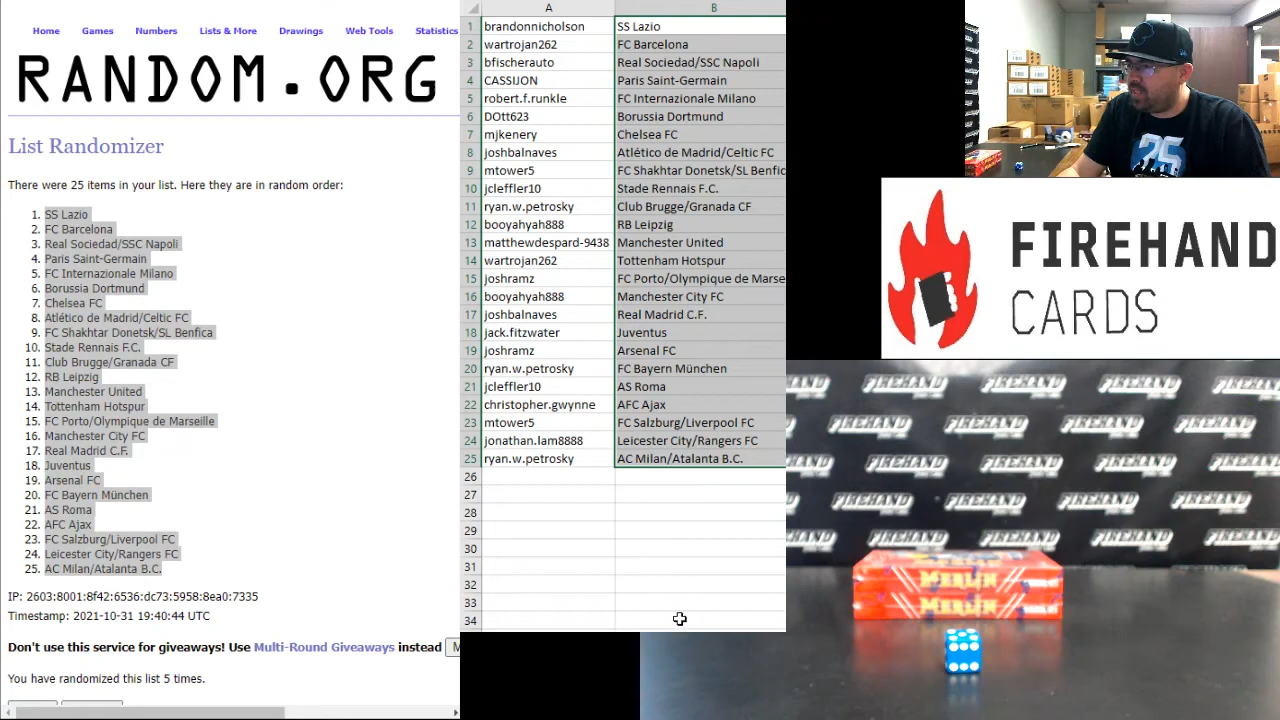 Home Games Numbers Lists & More Drawings Web Tools Statistics
RANDOM.ORG
List Randomizer
There were 25 items in your list. Here they are in random order:
1. SS Lazio
2. FC Barcelona
3. Real Sociedad/SSC Napoli
4. Paris Saint-Germain
5. FC Internazionale Milano
6. Borussia Dortmund
7. Chelsea FC
8. Atlético de Madrid/Celtic FC
9. FC Shakhtar Donetsk/SL Benfica
10. Stade Rennais F.C.
11. Club Brugge/Granada CF
12. RB Leipzig
13. Manchester United
14. Tottenham Hotspur
15. FC Porto/Olympique de Marseille
16. Manchester City FC
17. Real Madrid C.F.
18. Juventus
19. Arsenal FC
20. FC Bayern München
21. AS Roma
22. AFC Ajax
23. FC Salzburg/Liverpool FC
24. Leicester City/Rangers FC
25. AC Milan/Atalanta B.C.
IP: 2603:8001:8f42:6536:dc73:5958:8ea0:7335
Timestamp: 2021-10-31 19:40:44 UTC
Don't use this service for giveaways! Use Multi-Round Giveaways instead
You have randomized this list 5 times.
A B
1 brandonnicholson SS Lazio
2 wartrojan262 FC Barcelona
3 bfischerauto Real Sociedad/SSC Napoli
4 CASSIJON Paris Saint-Germain
5 robert.f.runkle FC Internazionale Milano
6 DOtt623 Borussia Dortmund
7 mjkenery Chelsea FC
8 joshbalnaves Atlético de Madrid/Celtic FC
9 mtower5 FC Shakhtar Donetsk/SL Benfic
10 jcleffler10 Stade Rennais F.C.
11 ryan.w.petrosky Club Brugge/Granada CF
12 booyahyah888 RB Leipzig
13 matthewdespard-9438 Manchester United
14 wartrojan262 Tottenham Hotspur
15 joshramz FC Porto/Olympique de Marse
16 booyahyah888 Manchester City FC
17 joshbalnaves Real Madrid C.F.
18 jack.fitzwater Juventus
19 joshramz Arsenal FC
20 ryan.w.petrosky FC Bayern München
21 jcleffler10 AS Roma
22 christopher.gwynne AFC Ajax
23 mtower5 FC Salzburg/Liverpool FC
24 jonathan.lam8888 Leicester City/Rangers FC
25 ryan.w.petrosky AC Milan/Atalanta B.C.
26
27
28
29
30
31
32
33
34
25
FIREHAND
CARDS
FIREHAND FIREHAND FIREHAND
MERLIN
MERLIN